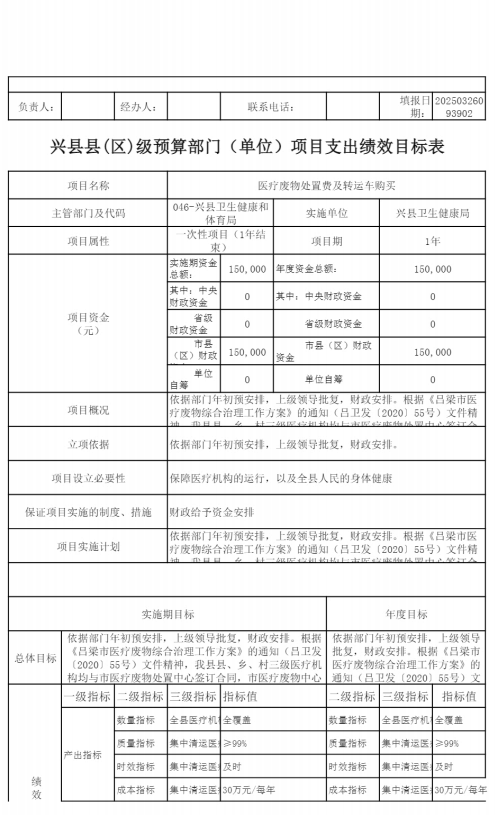 负责人： 经办人： 联系电话： 填报日期： 20250326093902
兴县县(区)级预算部门（单位）项目支出绩效目标表
项目名称 医疗废物处置费及转运车购买
主管部门及代码 046-兴县卫生健康和体育局 实施单位 兴县卫生健康局
项目属性 一次性项目（1年结束） 项目期 1年
项目资金（元） 实施期资金总额： 150,000 年度资金总额： 150,000
其中：中央财政资金 0 其中：中央财政资金 0
省级财政资金 0 省级财政资金 0
市县（区）财政 150,000 市县（区）财政资金 150,000
单位自筹 0 单位自筹 0
项目概况 依据部门年初预安排，上级领导批复，财政安排。根据《吕梁市医
疗废物综合治理工作方案》的通知（吕卫发〔2020〕55号）文件精
神，我县县、乡、村三级医疗机构均与市医疗废物处置中心签订合
立项依据 依据部门年初预安排，上级领导批复，财政安排。
项目设立必要性 保障医疗机构的运行，以及全县人民的身体健康
保证项目实施的制度、措施 财政给予资金安排
项目实施计划 依据部门年初预安排，上级领导批复，财政安排。根据《吕梁市医
疗废物综合治理工作方案》的通知（吕卫发〔2020〕55号）文件精
神，我县县、乡、村三级医疗机构均与市医疗废物处置中心签订合
实施期目标 年度目标
总体目标 依据部门年初预安排，上级领导批复，财政安排。根据
《吕梁市医疗废物综合治理工作方案》的通知（吕卫发
〔2020〕55号）文件精神，我县县、乡、村三级医疗机
构均与市医疗废物处置中心签订合同，市医疗废物中心
依据部门年初预安排，上级领导
批复，财政安排。根据《吕梁市
医疗废物综合治理工作方案》的
通知（吕卫发〔2020〕55号）文
绩效
一级指标 二级指标 三级指标 指标值 二级指标 三级指标 指标值
产出指标
数量指标 全县医疗机 全覆盖 数量指标 全县医疗机 全覆盖
质量指标 集中清运医 ≥99% 质量指标 集中清运医 ≥99%
时效指标 集中清运医 及时 时效指标 集中清运医 及时
成本指标 集中清运医 30万元/每年 成本指标 集中清运医 30万元/每年